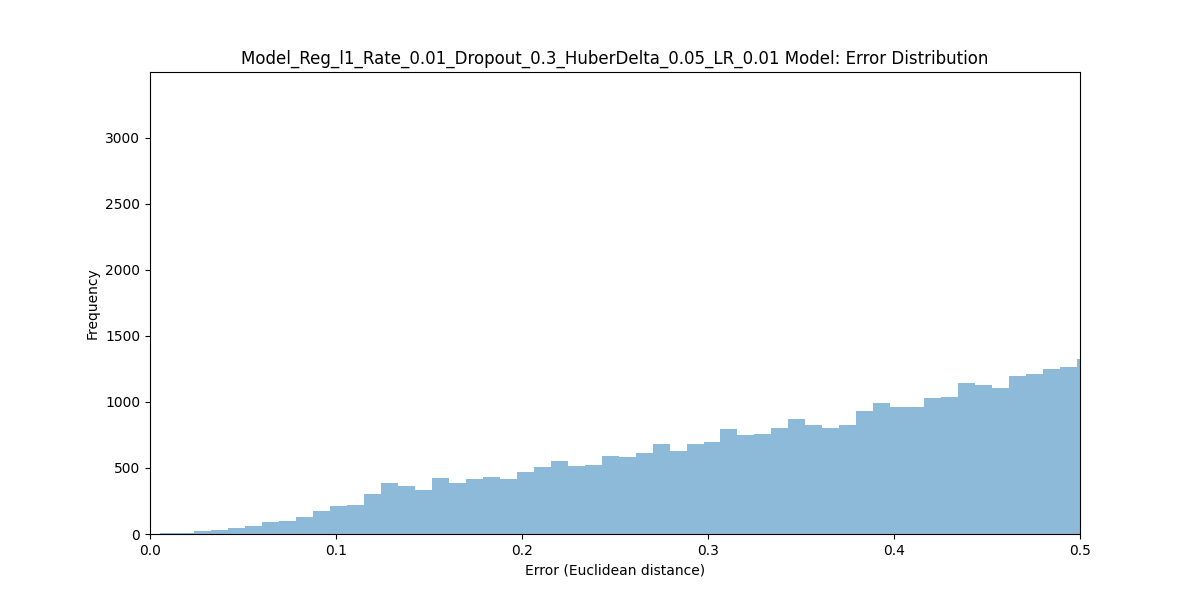 Model_Reg_l1_Rate_0.01_Dropout_0.3_HuberDelta_0.05_LR_0.01 Model: Error Distribution
Frequency
3000
2500
2000
1500
1000
500
0
0.0 0.1 0.2 0.3 0.4 0.5
Error (Euclidean distance)